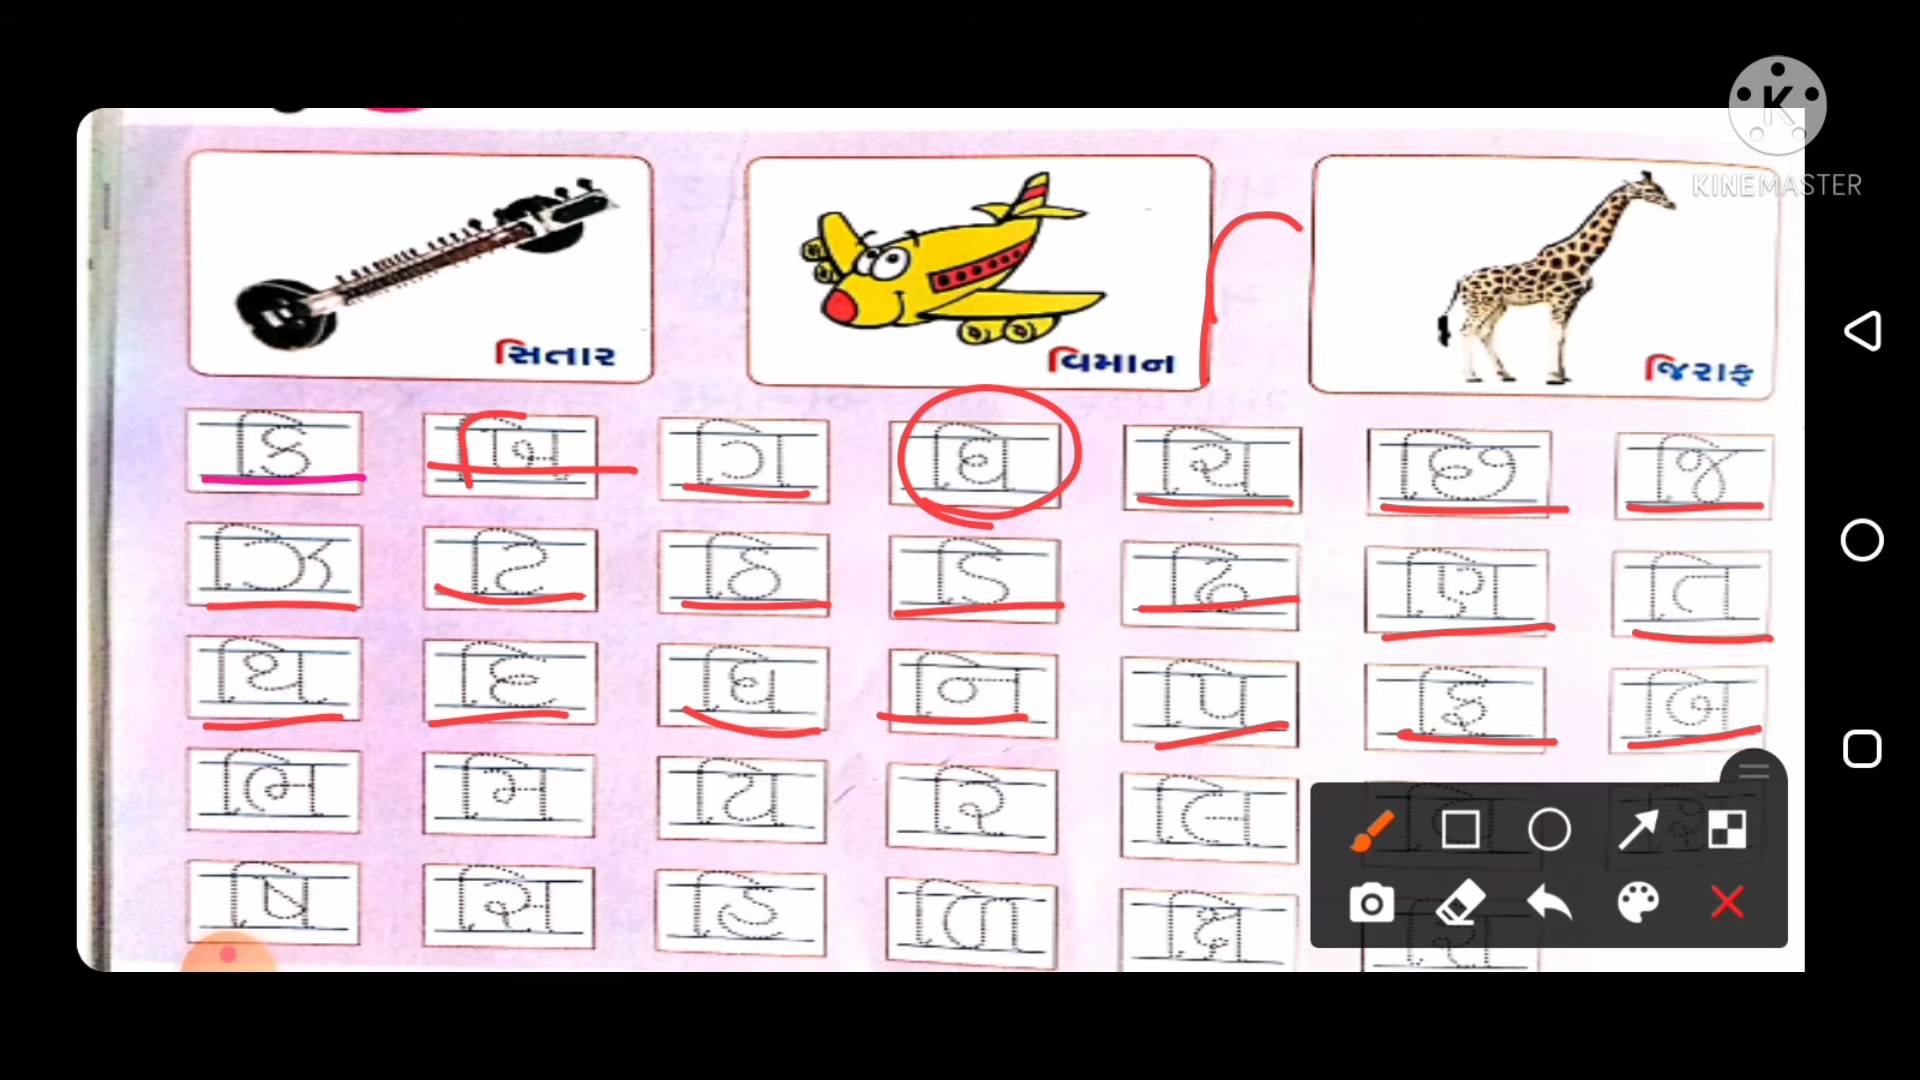 K
KINEMASTER
સિતાર વિમાન જિરાફ
કિ ખિ ગિ ઘિ ચિ છિ જિ
ઝિ ટિ ઠિ ડિ ઢિ ણિ તિ
થિ દિ ધિ નિ પિ ફિ બિ
ભિ મિ યિ રિ લિ
ષિ સિ હિ ળિ ક્ષિ